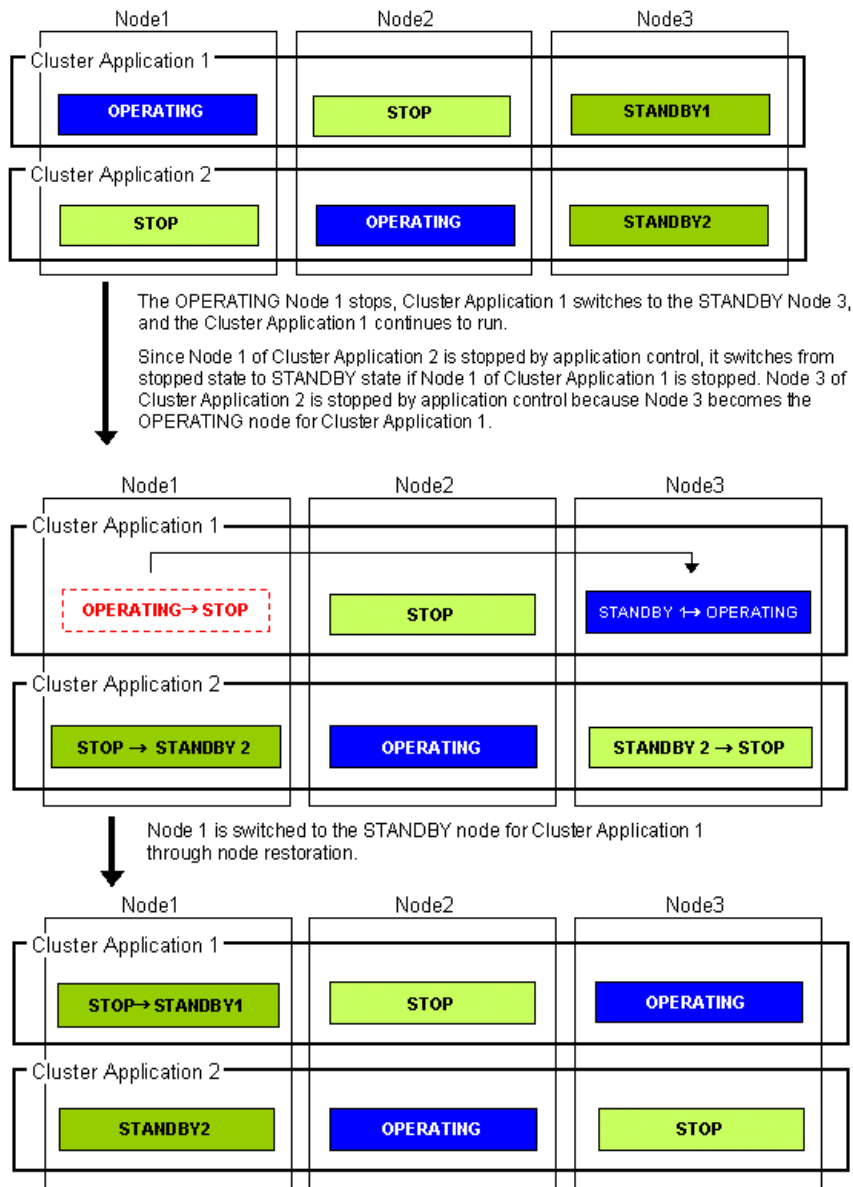 Node1 Node2 Node3
Cluster Application 1
OPERATING STOP STANDBY1
Cluster Application 2
STOP OPERATING STANDBY2
The OPERATING Node 1 stops, Cluster Application 1 switches to the STANDBY Node 3,
and the Cluster Application 1 continues to run.
Since Node 1 of Cluster Application 2 is stopped by application control, it switches from
stopped state to STANDBY state if Node 1 of Cluster Application 1 is stopped. Node 3 of
Cluster Application 2 is stopped by application control because Node 3 becomes the
OPERATING node for Cluster Application 1.
Node1 Node2 Node3
Cluster Application 1
OPERATING→ STOP STOP STANDBY 1→ OPERATING
Cluster Application 2
STOP → STANDBY 2 OPERATING STANDBY 2 → STOP
Node 1 is switched to the STANDBY node for Cluster Application 1
through node restoration.
Node1 Node2 Node3
Cluster Application 1
STOP→ STANDBY1 STOP OPERATING
Cluster Application 2
STANDBY2 OPERATING STOP